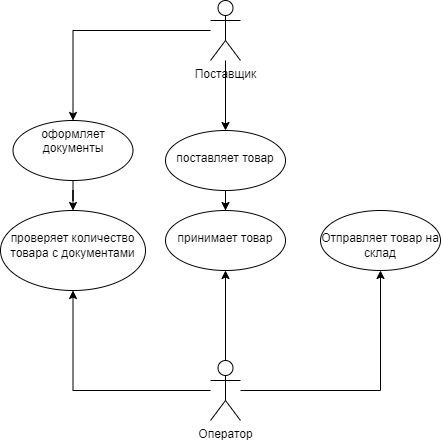 Поставщик
оформляет
документы
поставляет товар
проверяет количество
товара с документами
принимает товар
Отправляет товар на
склад
Оператор